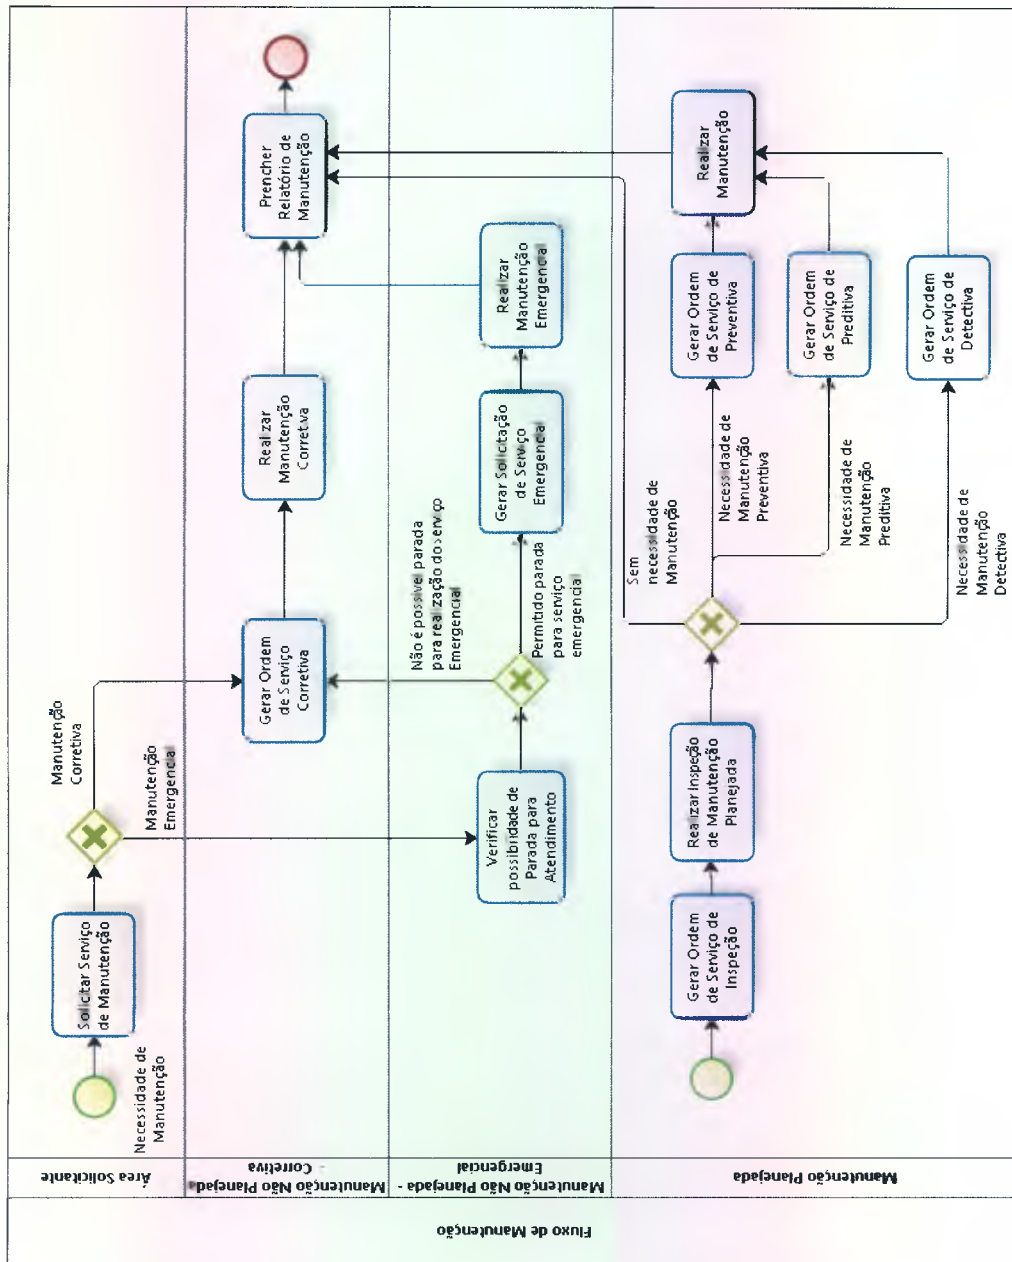 Fluxo de Manutenção
Área Solicitante
Necessidade de
Manutenção
Solicitar Serviço
de Manutenção
Manutenção
Corretiva
Manutenção
Emergencial
Manutenção Não Planejada
- Corretiva
Gerar Ordem
de Serviço
Corretiva
Realizar
Manutenção
Corretiva
Prencher
Relatório de
Manutenção
Manutenção Não Planejada -
Emergencial
Verificar
possibilidade de
Parada para
Atendimento
Não é possível parada
para realização do serviço
Emergencial
Permitido parada
para serviço
emergencial
Gerar Solicitação
de Serviço
Emergencial
Realizar
Manutenção
Emergencial
Manutenção Planejada
Gerar Ordem
de Serviço de
Inspeção
Realizar Inspeção
de Manutenção
Planejada
Sem
necessidade de
Manutenção
Necessidade de
Manutenção
Preventiva
Necessidade de
Manutenção
Preditiva
Necessidade de
Manutenção
Detectiva
Gerar Ordem
de Serviço de
Preventiva
Gerar Ordem
de Serviço de
Preditiva
Gerar Ordem
de Serviço de
Detectiva
Realizar
Manutenção